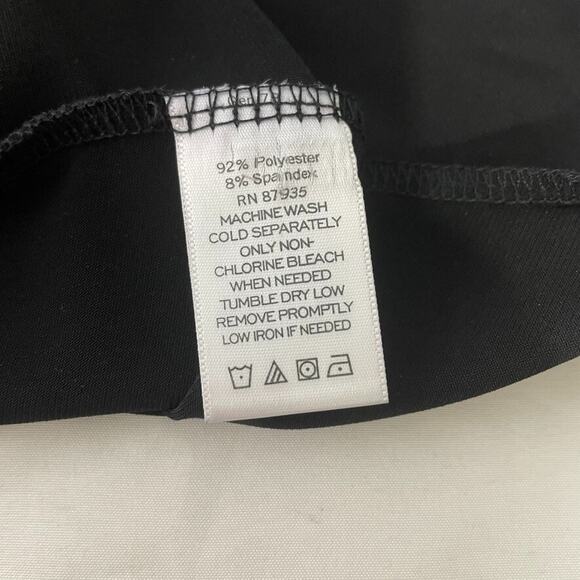 92% Polyester
8% Spandex
RN 87935
MACHINE WASH
COLD SEPARATELY
ONLY NON-
CHLORINE BLEACH
WHEN NEEDED
TUMBLE DRY LOW
REMOVE PROMPTLY
LOW IRON IF NEEDED